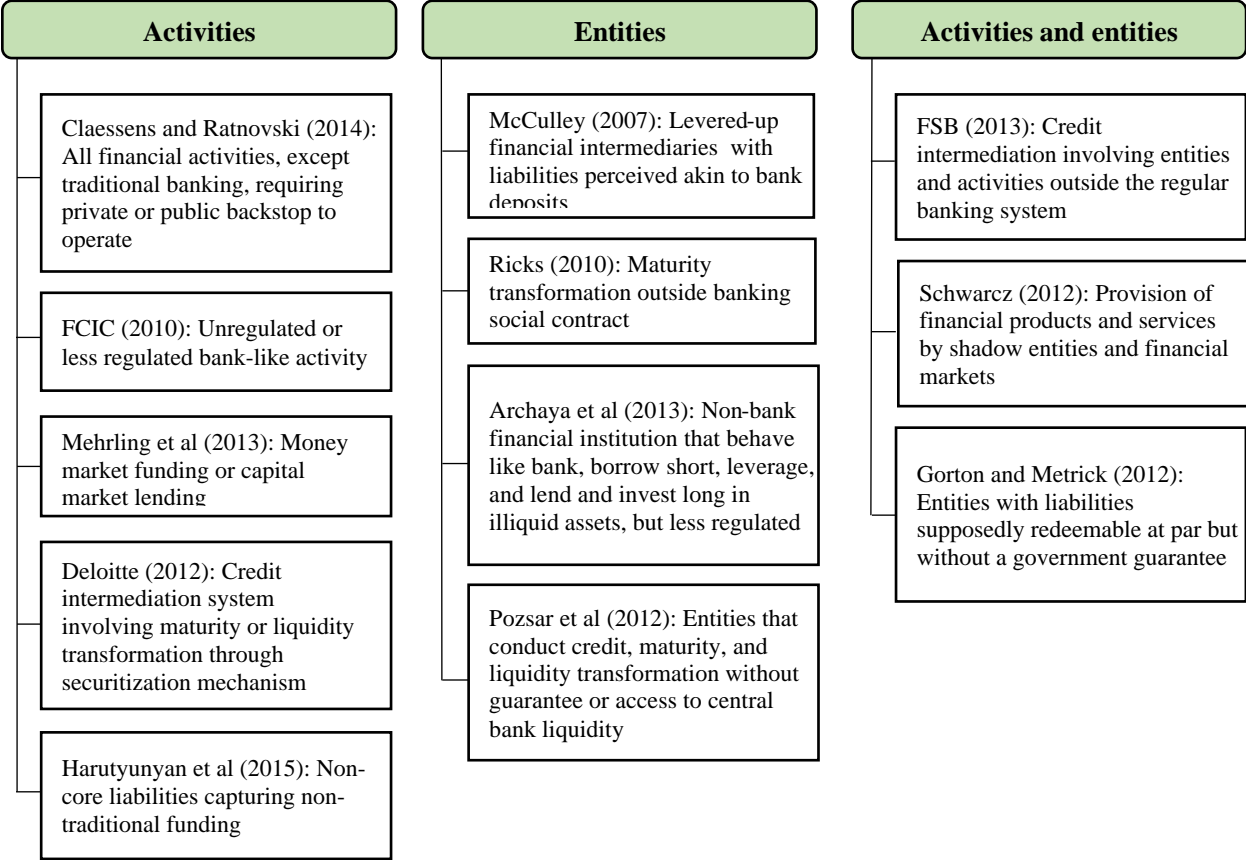 Activities
Claessens and Ratnovski (2014):
All financial activities, except
traditional banking, requiring
private or public backstop to
operate
FCIC (2010): Unregulated or
less regulated bank-like activity
Mehrling et al (2013): Money
market funding or capital
market lending
Deloitte (2012): Credit
intermediation system
involving maturity or liquidity
transformation through
securitization mechanism
Harutyunyan et al (2015): Non-
core liabilities capturing non-
traditional funding
Entities
McCulley (2007): Levered-up
financial intermediaries with
liabilities perceived akin to bank
deposits
Ricks (2010): Maturity
transformation outside banking
social contract
Archaya et al (2013): Non-bank
financial institution that behave
like bank, borrow short, leverage,
and lend and invest long in
illiquid assets, but less regulated
Pozsar et al (2012): Entities that
conduct credit, maturity, and
liquidity transformation without
guarantee or access to central
bank liquidity
Activities and entities
FSB (2013): Credit
intermediation involving entities
and activities outside the regular
banking system
Schwarcz (2012): Provision of
financial products and services
by shadow entities and financial
markets
Gorton and Metrick (2012):
Entities with liabilities
supposedly redeemable at par but
without a government guarantee